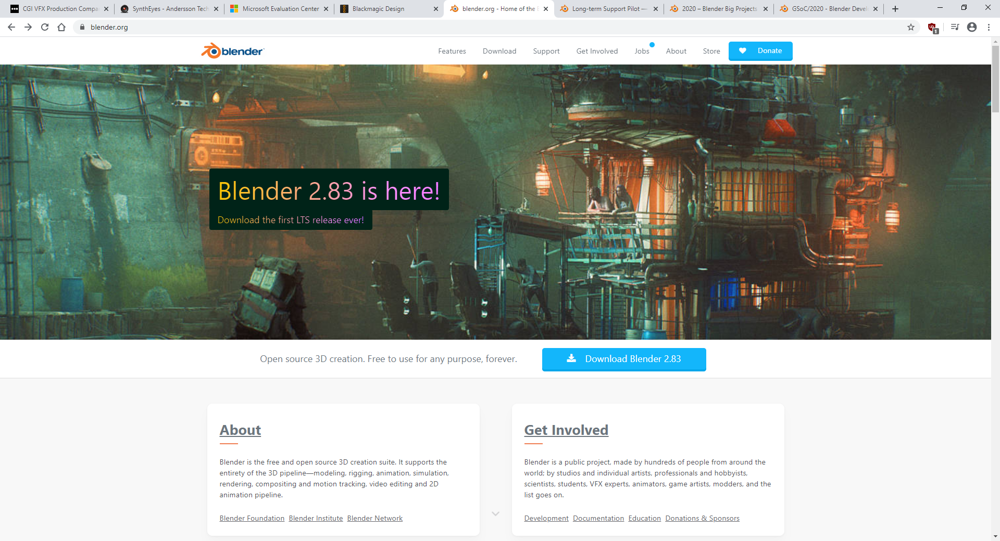 CGI VFX Production Compa
SynthEyes - Andersson Tech
Microsoft Evaluation Center
Blackmagic Design
blender.org - Home of the
Long-term Support Pilot —
2020 – Blender Big Projects
GSoC/2020 - Blender Devel
blender.org
1
blender
Features
Download
Support
Get Involved
Jobs
About
Store
Donate
Blender 2.83 is here!
Download the first LTS release ever!
Open source 3D creation. Free to use for any purpose, forever.
Download Blender 2.83
About
Blender is the free and open source 3D creation suite. It supports the
entirety of the 3D pipeline—modeling, rigging, animation, simulation,
rendering, compositing and motion tracking, video editing and 2D
animation pipeline.
Blender Foundation Blender Institute Blender Network
Get Involved
Blender is a public project, made by hundreds of people from around the
world; by studios and individual artists, professionals and hobbyists,
scientists, students, VFX experts, animators, game artists, modders, and the
list goes on.
Development Documentation Education Donations & Sponsors